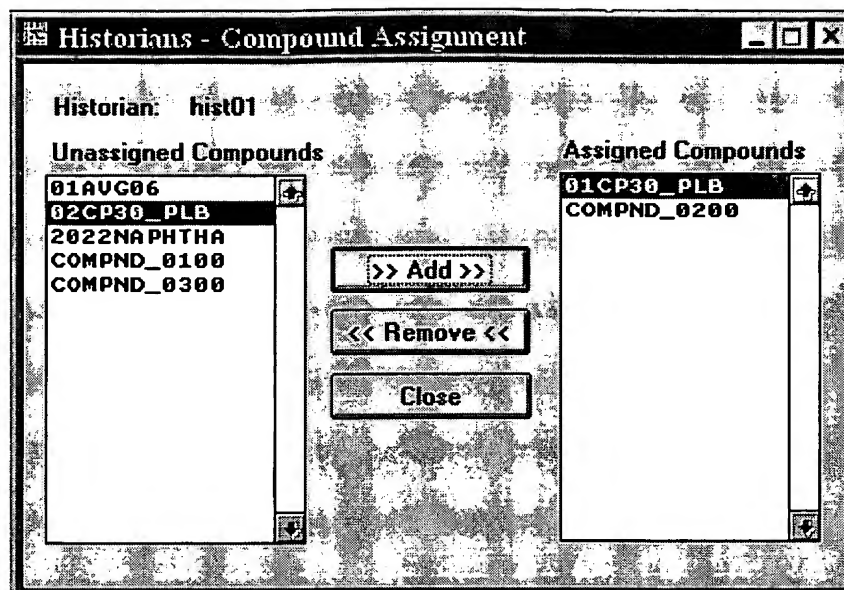 Historians - Compound Assignment
Historian: hist01
Unassigned Compounds
01AVG06
02CP30_PLB
2022NAPHTHA
COMPND_0100
COMPND_0300
>> Add >>
<< Remove <<
Close
Assigned Compounds
01CP30_PLB
COMPND_0200